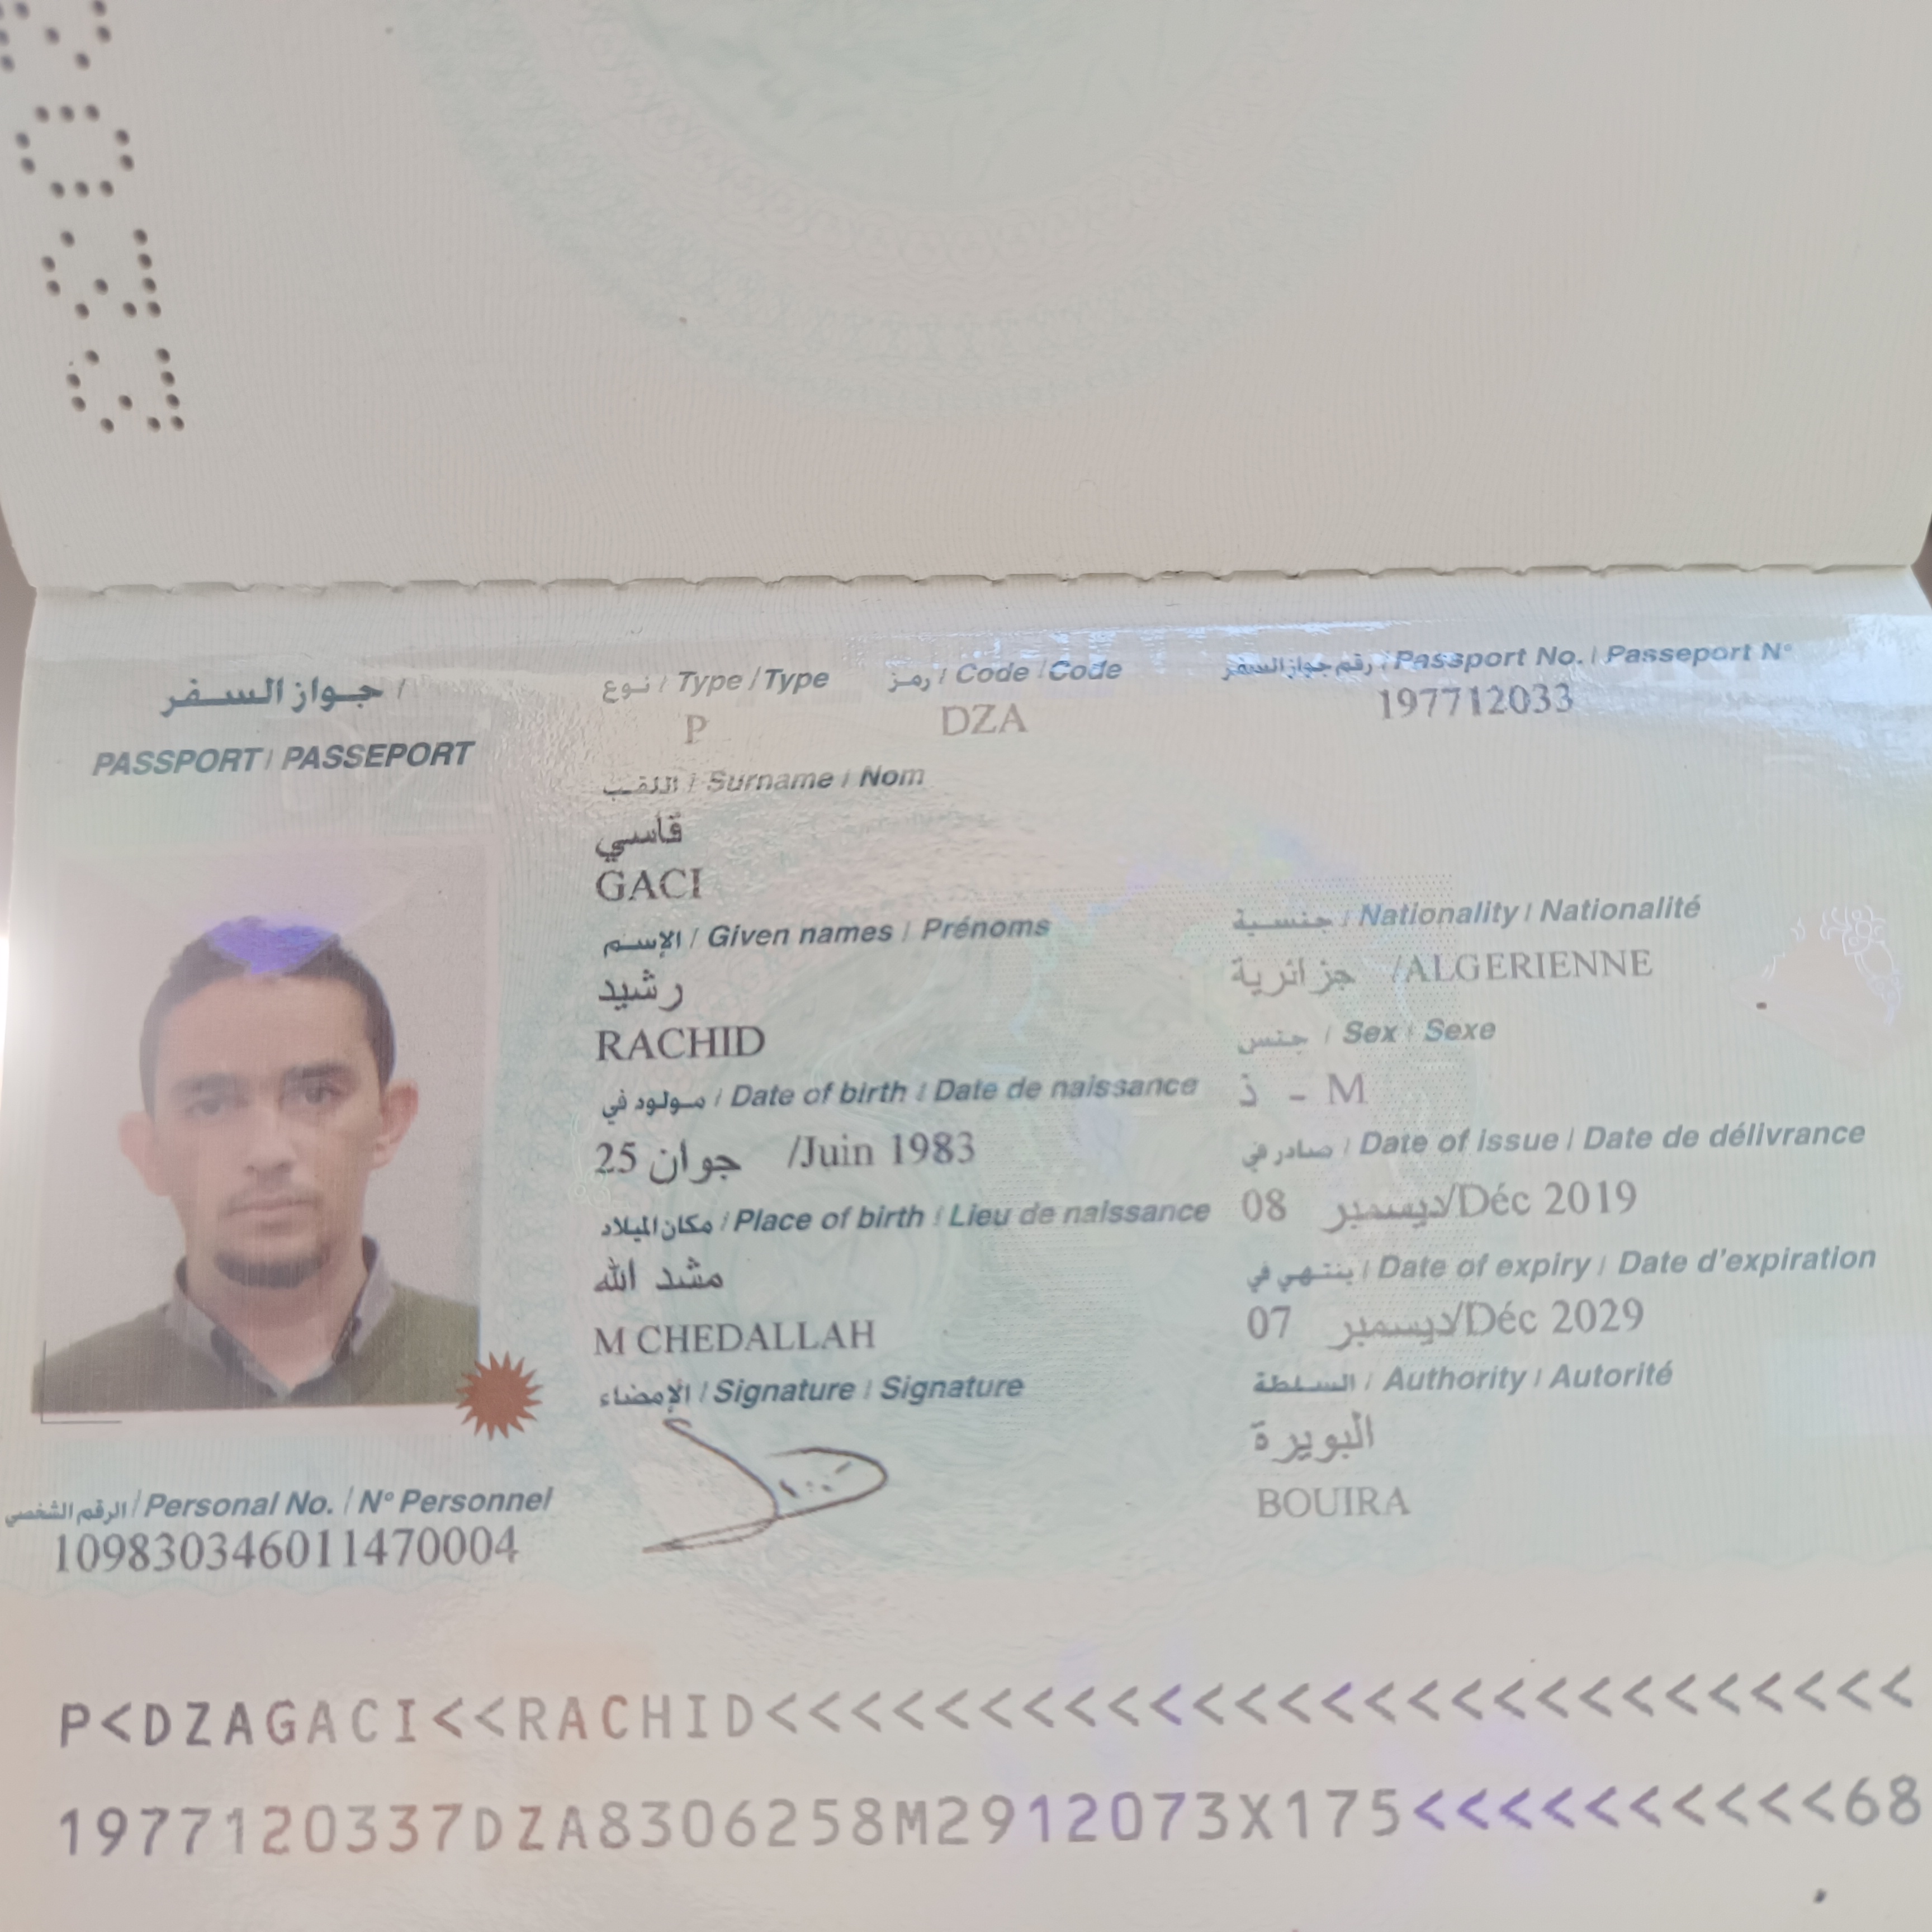 جواز السفر /
PASSPORT / PASSEPORT
نوع / Type / Type
P
رمز / Code / Code
DZA
رقم جواز السفر / Passport No. / Passeport N°
197712033
اللقب / Surname / Nom
قاسي
GACI
الإسم / Given names / Prénoms
رشيد
RACHID
جنسية / Nationality / Nationalité
جزائرية /ALGERIENNE
جنس / Sex / Sexe
ذ - M
مولود في / Date of birth / Date de naissance
25 جوان /Juin 1983
صادر في / Date of issue / Date de délivrance
08 ديسمبر/Déc 2019
مكان الميلاد / Place of birth / Lieu de naissance
مشد الله
M CHEDALLAH
ينتهي في / Date of expiry / Date d'expiration
07 ديسمبر/Déc 2029
الإمضاء / Signature / Signature
السلطة / Authority / Autorité
البويرة
BOUIRA
الرقم الشخصي / Personal No. / N° Personnel
109830346011470004
P<DZAGACI<<RACHID<<<<<<<<<<<<<<<<<<<<<<<<<<<
1977120337DZA8306258M2912073X175<<<<<<<<<<68